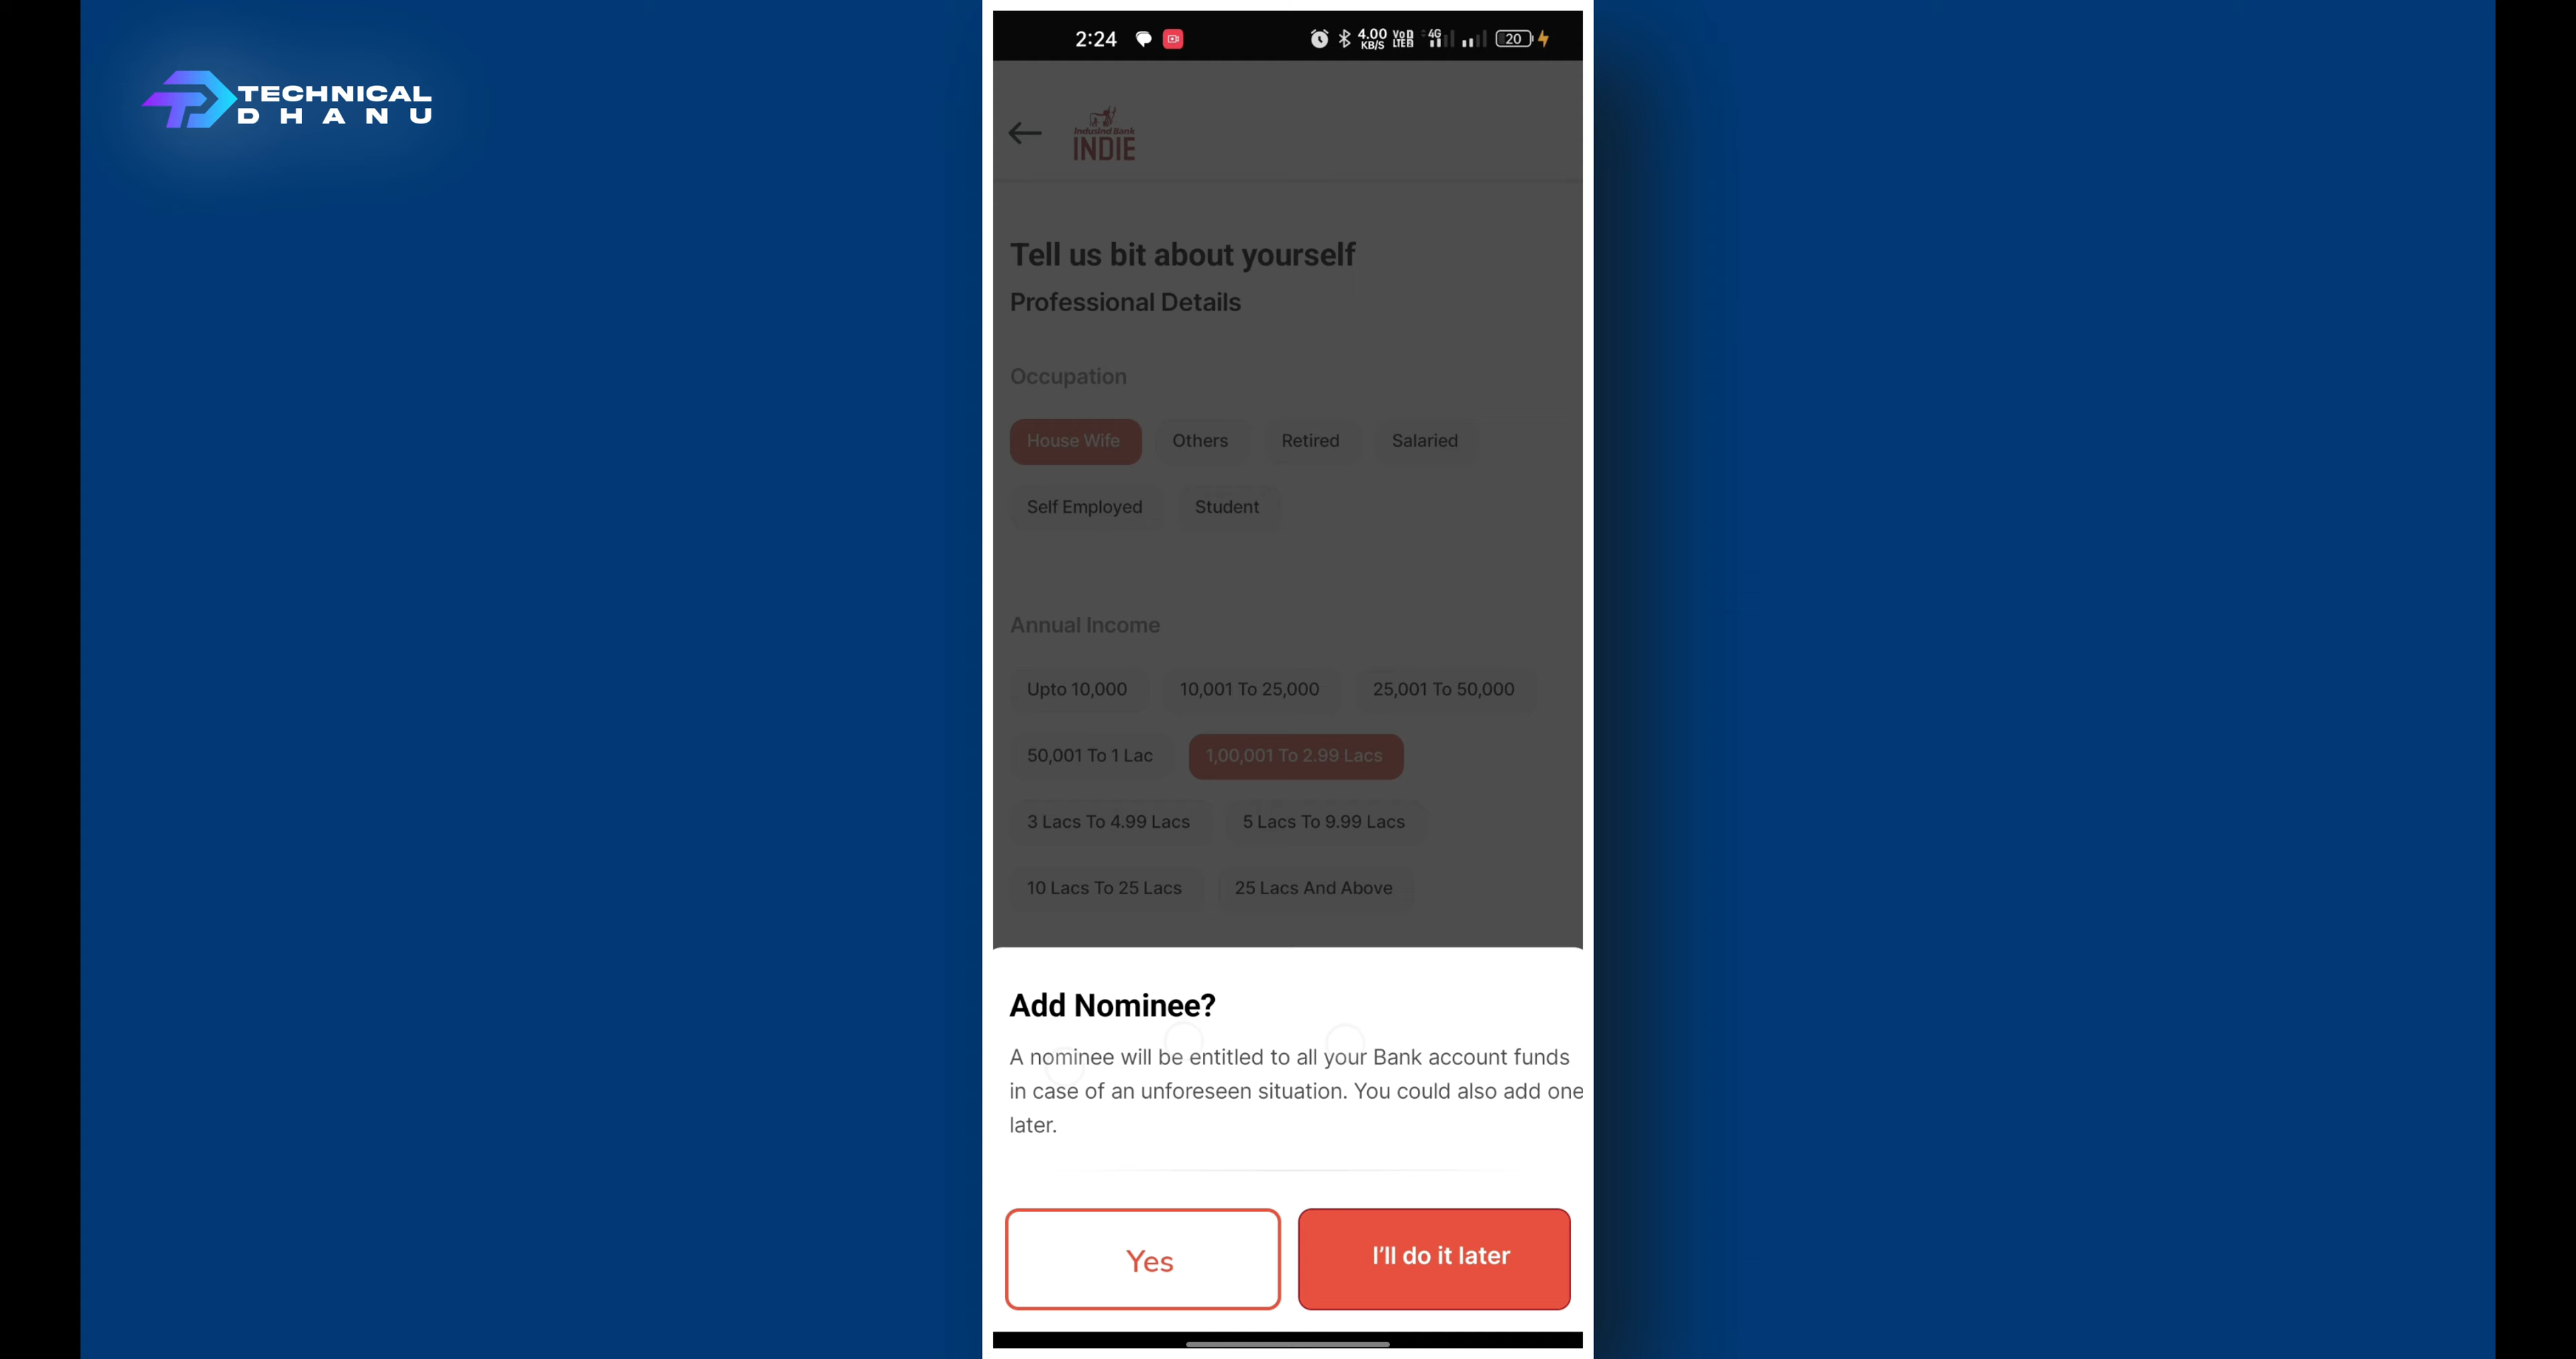 TECHNICAL
DHANU
2:24
4.00
KB/S
Vo
LTE
4G
20
IndusInd Bank
INDIE
Tell us bit about yourself
Professional Details
Occupation
House Wife
Others
Retired
Salaried
Self Employed
Student
Annual Income
Upto 10,000
10,001 To 25,000
25,001 To 50,000
50,001 To 1 Lac
1,00,001 To 2.99 Lacs
3 Lacs To 4.99 Lacs
5 Lacs To 9.99 Lacs
10 Lacs To 25 Lacs
25 Lacs And Above
Add Nominee?
A nominee will be entitled to all your Bank account funds
in case of an unforeseen situation. You could also add one
later.
Yes
I'll do it later